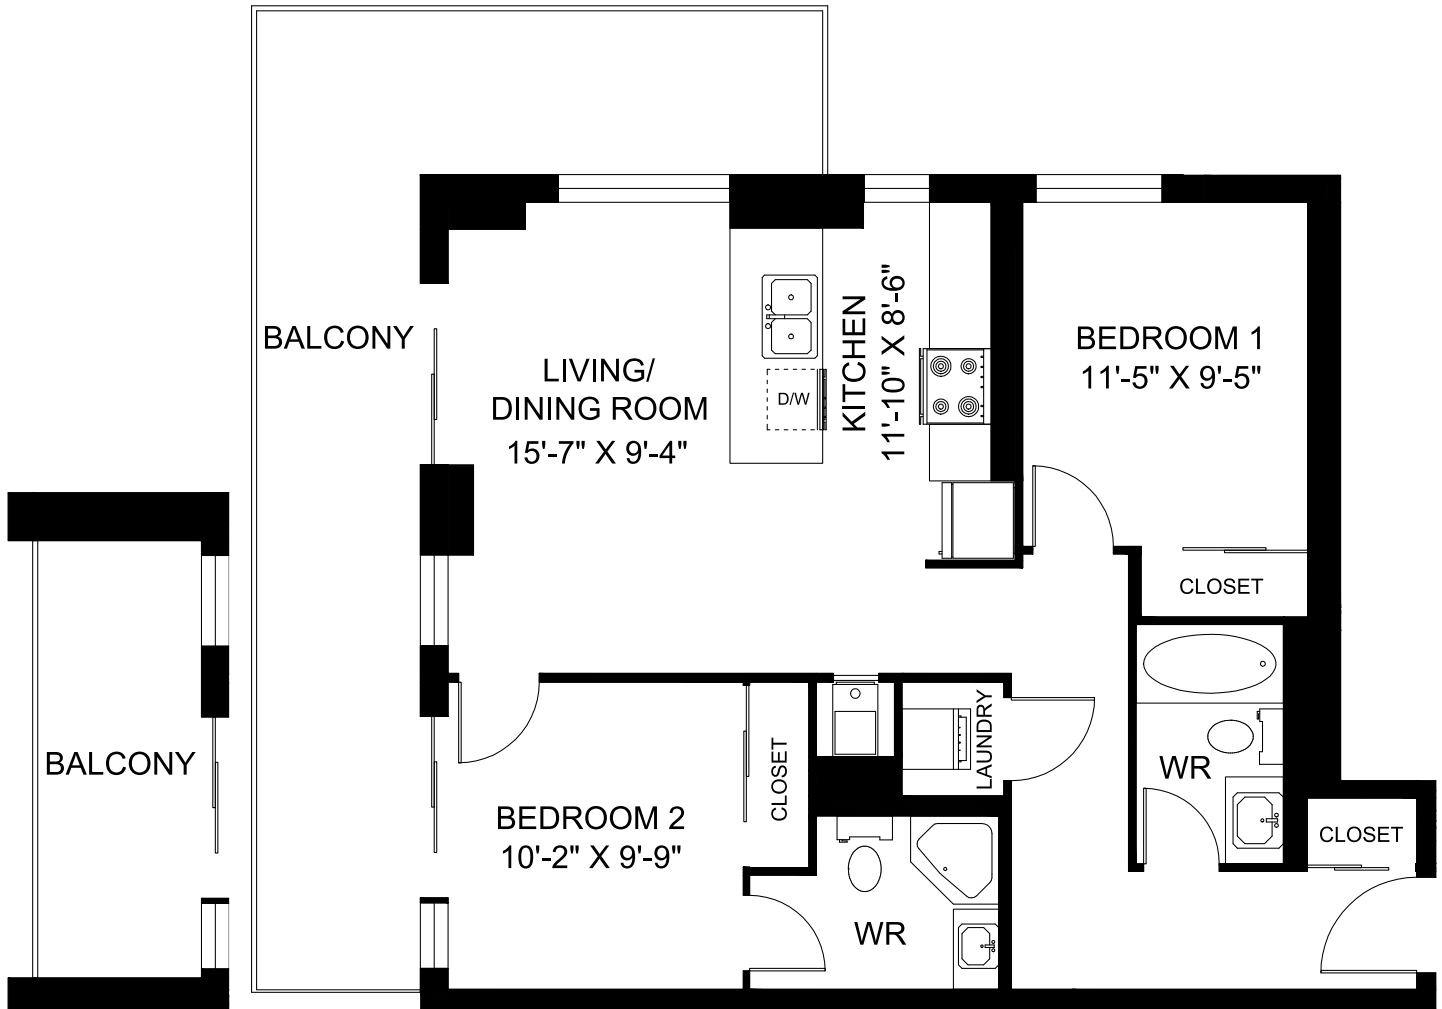 BALCONY
LIVING/
DINING ROOM
15'-7" X 9'-4"
D/W
KITCHEN
11'-10" X 8'-6"
BEDROOM 1
11'-5" X 9'-5"
CLOSET
BALCONY
BEDROOM 2
10'-2" X 9'-9"
CLOSET
LAUNDRY
WR
WR
CLOSET